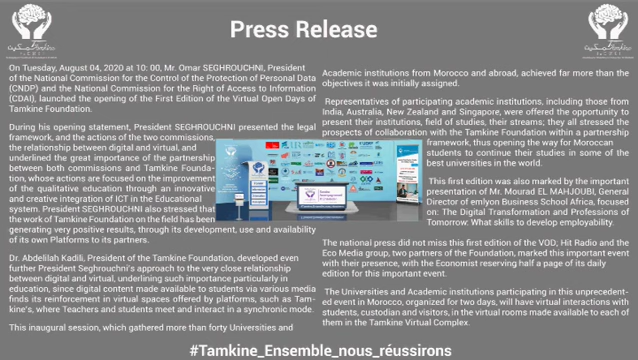 Press Release
On Tuesday, August 04, 2020 at 10: 00, Mr. Omar SEGHROUCHNI, President
of the National Commission for the Control of the Protection of Personal Data
(CNDP) and the National Commission for the Right of Access to Information
(CDAI), launched the opening of the First Edition of the Virtual Open Days of
Tamkine Foundation.
During his opening statement, President SEGHROUCHNI presented the legal
framework, and the actions of the two commissions,
the relationship between digital and virtual, and
underlined the great importance of the partnership
between both commissions and Tamkine Founda-
tion, whose actions are focused on the improvement
of the qualitative education through an innovative
and creative integration of ICT in the Educational
system. President SEGHROUCHNI also stressed that
the work of Tamkine Foundation on the field has been
generating very positive results, through its development, use and availability
of its own Platforms to its partners.
Dr. Abdelilah Kadili, President of the Tamkine Foundation, developed even
further President Seghrouchni's approach to the very close relationship
between digital and virtual, underlining such importance particularly in
education, since digital content made available to students via various media
finds its reinforcement in virtual spaces offered by platforms, such as Tam-
kine's, where Teachers and students meet and interact in a synchronic mode.
This inaugural session, which gathered more than forty Universities and
Academic institutions from Morocco and abroad, achieved far more than the
objectives it was initially assigned.
Representatives of participating academic institutions, including those from
India, Australia, New Zealand and Singapore, were offered the opportunity
to present their institutions, field of studies, their streams; they all stressed the
prospects of collaboration with the Tamkine Foundation within a partnership
framework, thus opening the way for Moroccan
students to continue their studies in some of the
best universities in the world.
This first edition was also marked by the important
presentation of Mr. Mourad EL MAHJOUBI, General
Director of emlyon Business School Africa, focused
on: The Digital Transformation and Professions of
Tomorrow: What skills to develop employability.
The national press did not miss this first edition of the VOD; Hit Radio and the
Eco Media group, two partners of the Foundation, marked this important event
with their presence, with the Economist reserving half a page of its daily
edition for this important event.
The Universities and Academic institutions participating in this unprecedent-
ed event in Morocco, organized for two days, will have virtual interactions with
students, custodian and visitors, in the virtual rooms made available to each of
them in the Tamkine Virtual Complex.
#Tamkine_Ensemble_nous_réussirons